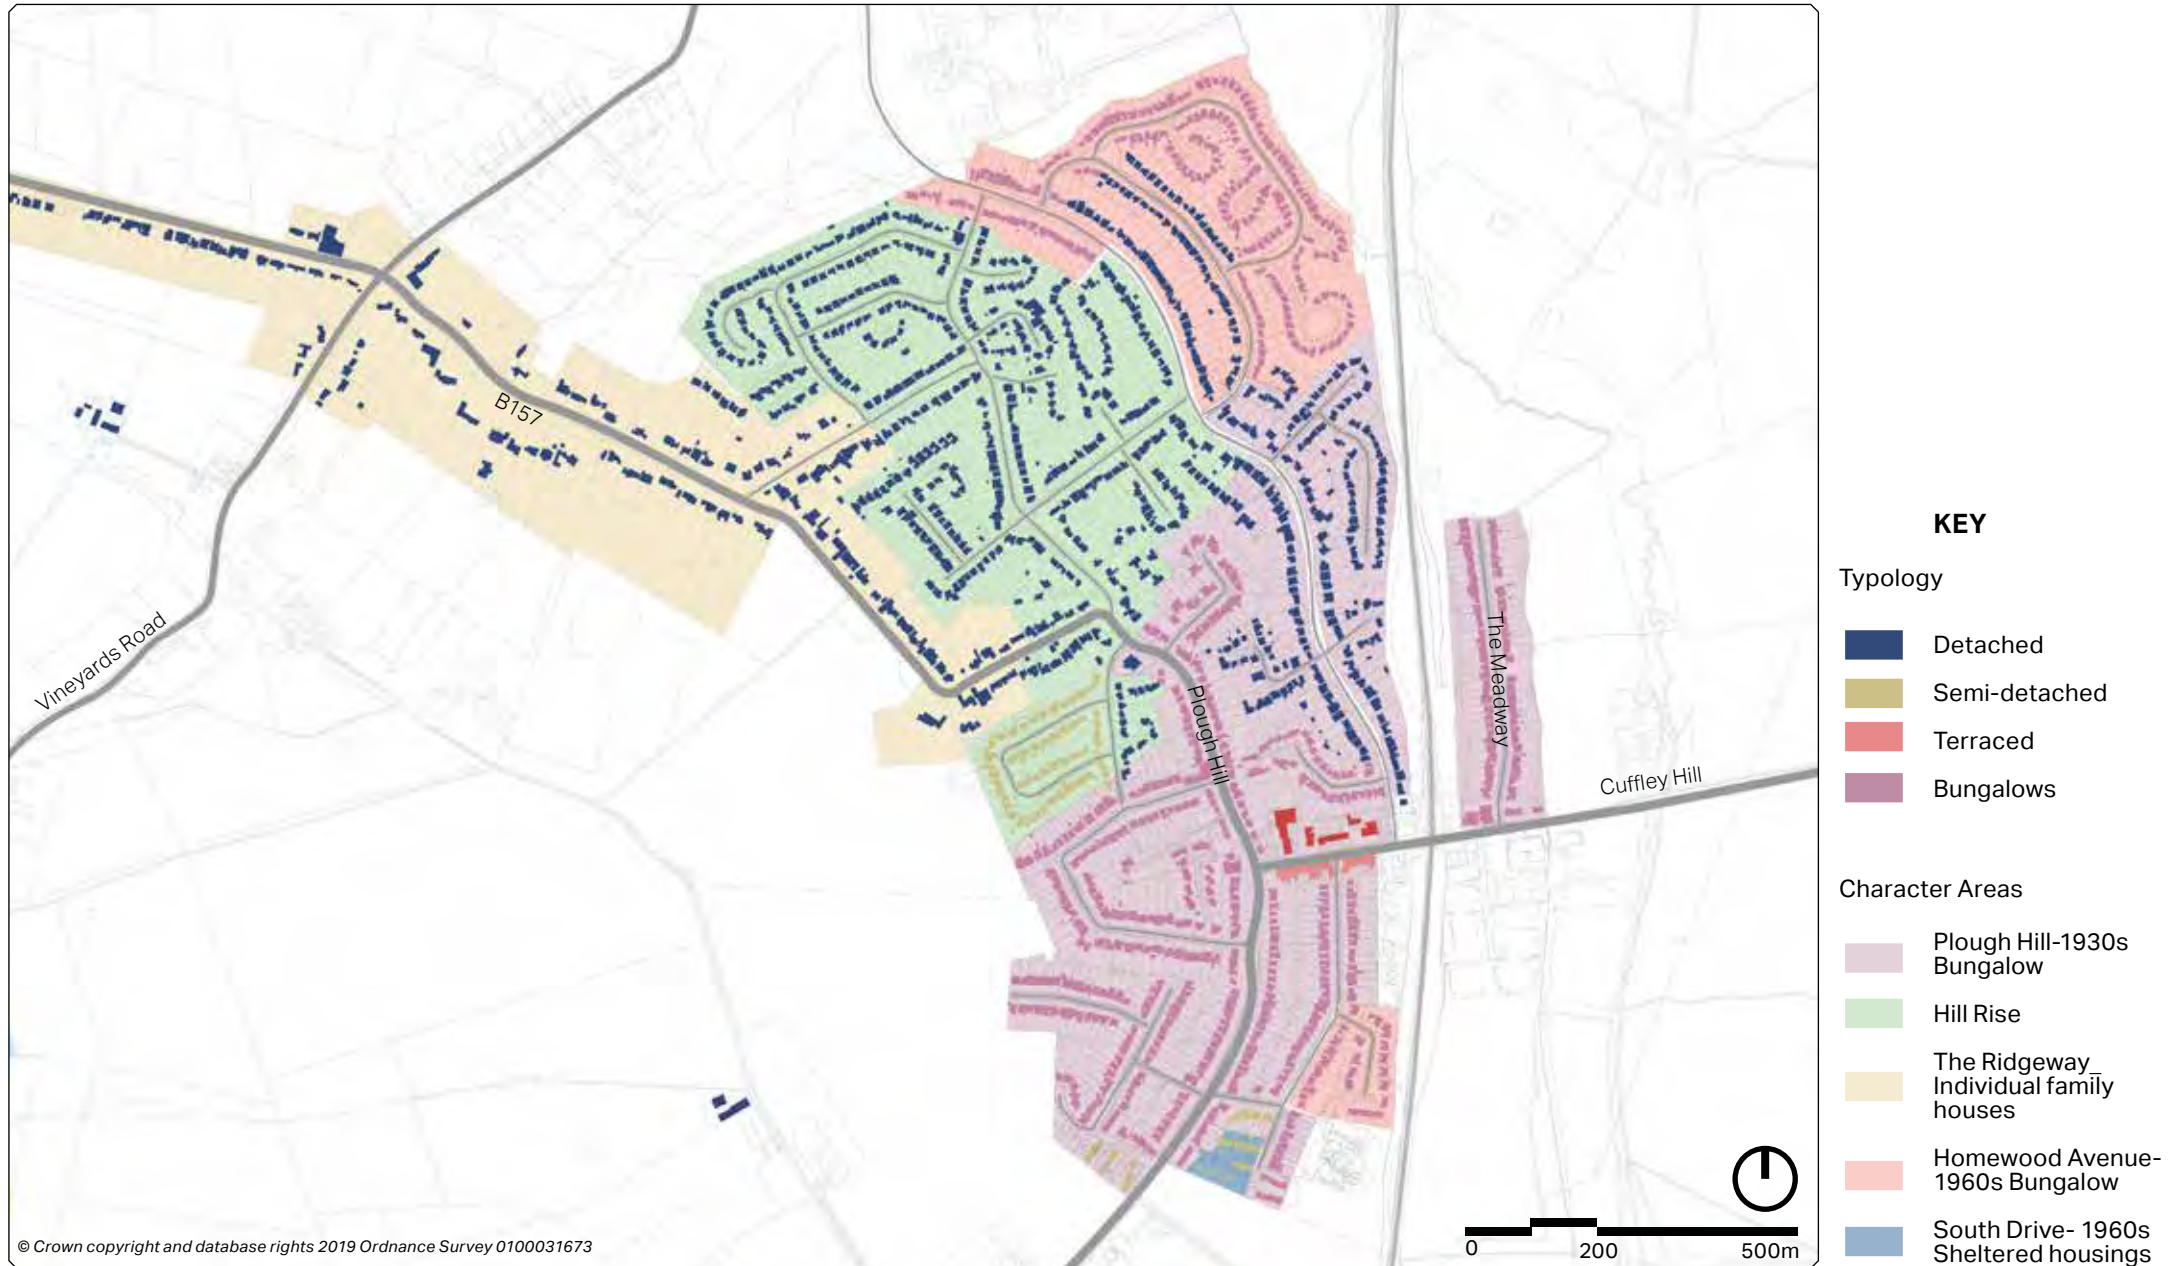 B157
Vineyards Road
The Meadway
Plough Hill
Cuffley Hill
© Crown copyright and database rights 2019 Ordnance Survey 0100031673
0 200 500m
KEY
Typology
Detached
Semi-detached
Terraced
Bungalows
Character Areas
Plough Hill-1930s
Bungalow
Hill Rise
The Ridgeway_
Individual family
houses
Homewood Avenue-
1960s Bungalow
South Drive- 1960s
Sheltered housings